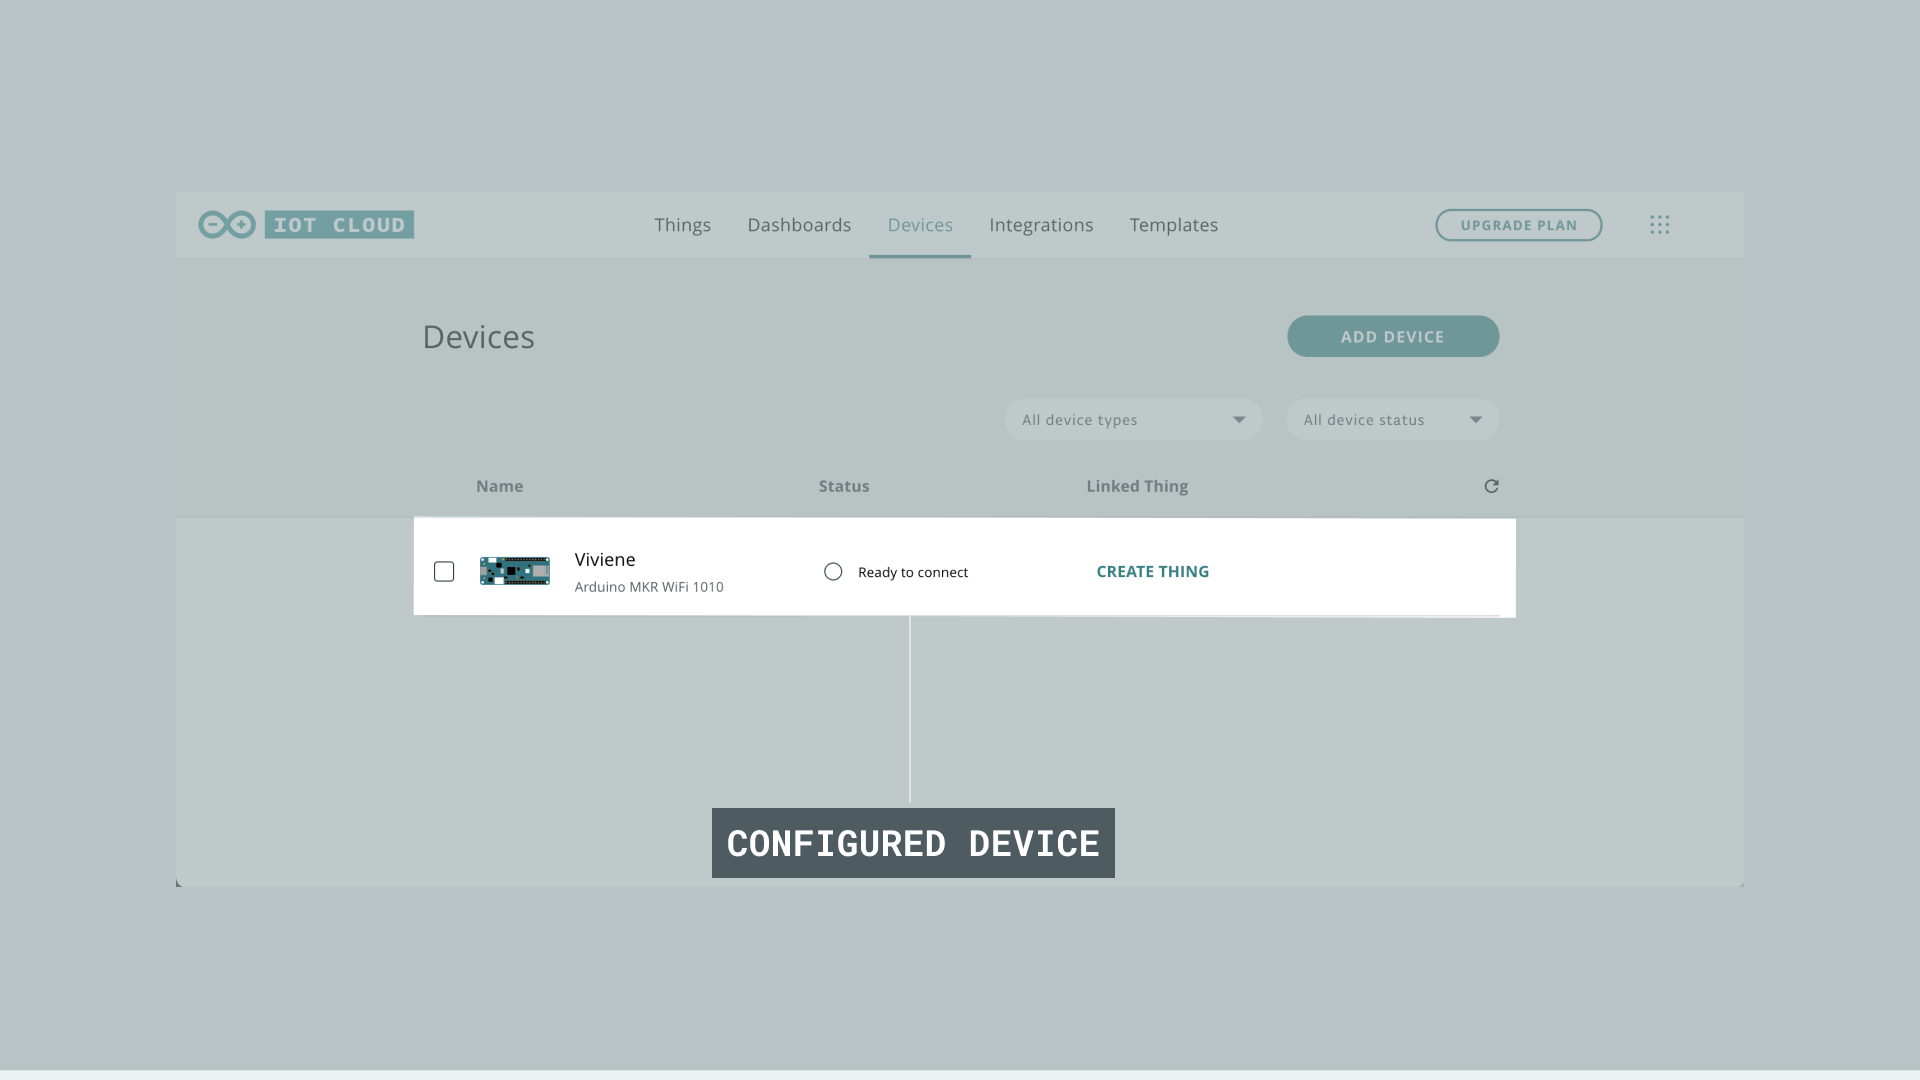 IOT CLOUD
Things Dashboards Devices Integrations Templates
UPGRADE PLAN
Devices
ADD DEVICE
All device types
All device status
Name Status Linked Thing
Viviene
Arduino MKR WiFi 1010
Ready to connect
CREATE THING
CONFIGURED DEVICE